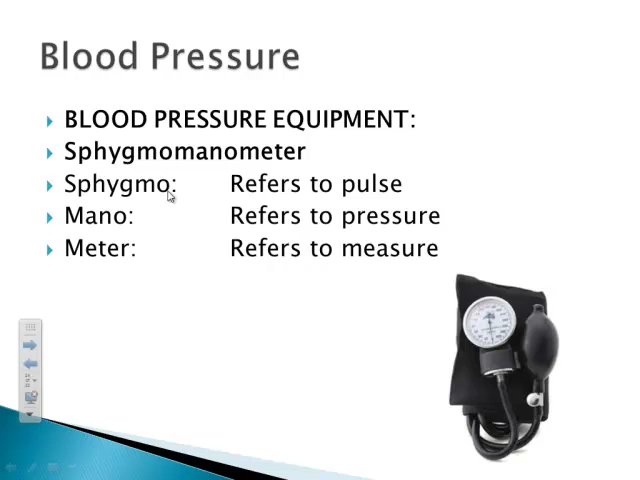 Blood Pressure
BLOOD PRESSURE EQUIPMENT:
Sphygmomanometer
Sphygmo: Refers to pulse
Mano: Refers to pressure
Meter: Refers to measure